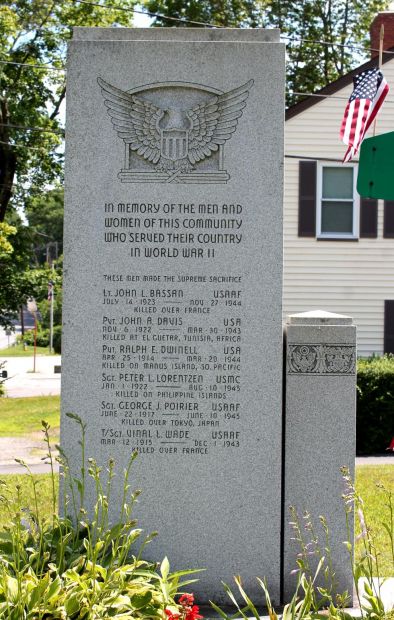 IN MEMORY OF THE MEN AND
WOMEN OF THIS COMMUNITY
WHO SERVED THEIR COUNTRY
IN WORLD WAR II
THESE MEN MADE THE SUPREME SACRIFICE
LT. JOHN L. BASSAN USAAF
JULY 14 1923 — NOV 27 1944
KILLED OVER FRANCE
PVT. JOHN A. DAVIS USA
NOV 6 1922 — MAR 30 1943
KILLED AT EL GUETAR, TUNISIA, AFRICA
PVT. RALPH E. DWINELL USA
APR 25 1914 — MAR 20 1944
KILLED ON MANUS ISLAND, SO. PACIFIC
SGT. PETER L. LORENTZEN USMC
JAN 1 1922 — AUG 10 1943
KILLED ON PHILIPPINE ISLANDS
SGT. GEORGE J. POIRIER USAAF
JUNE 22 1917 — JUNE 10 1945
KILLED OVER TOKYO, JAPAN
T/SGT. VINAL L. WADE USAAF
MAR 12 1915 — DEC 1 1943
KILLED OVER FRANCE